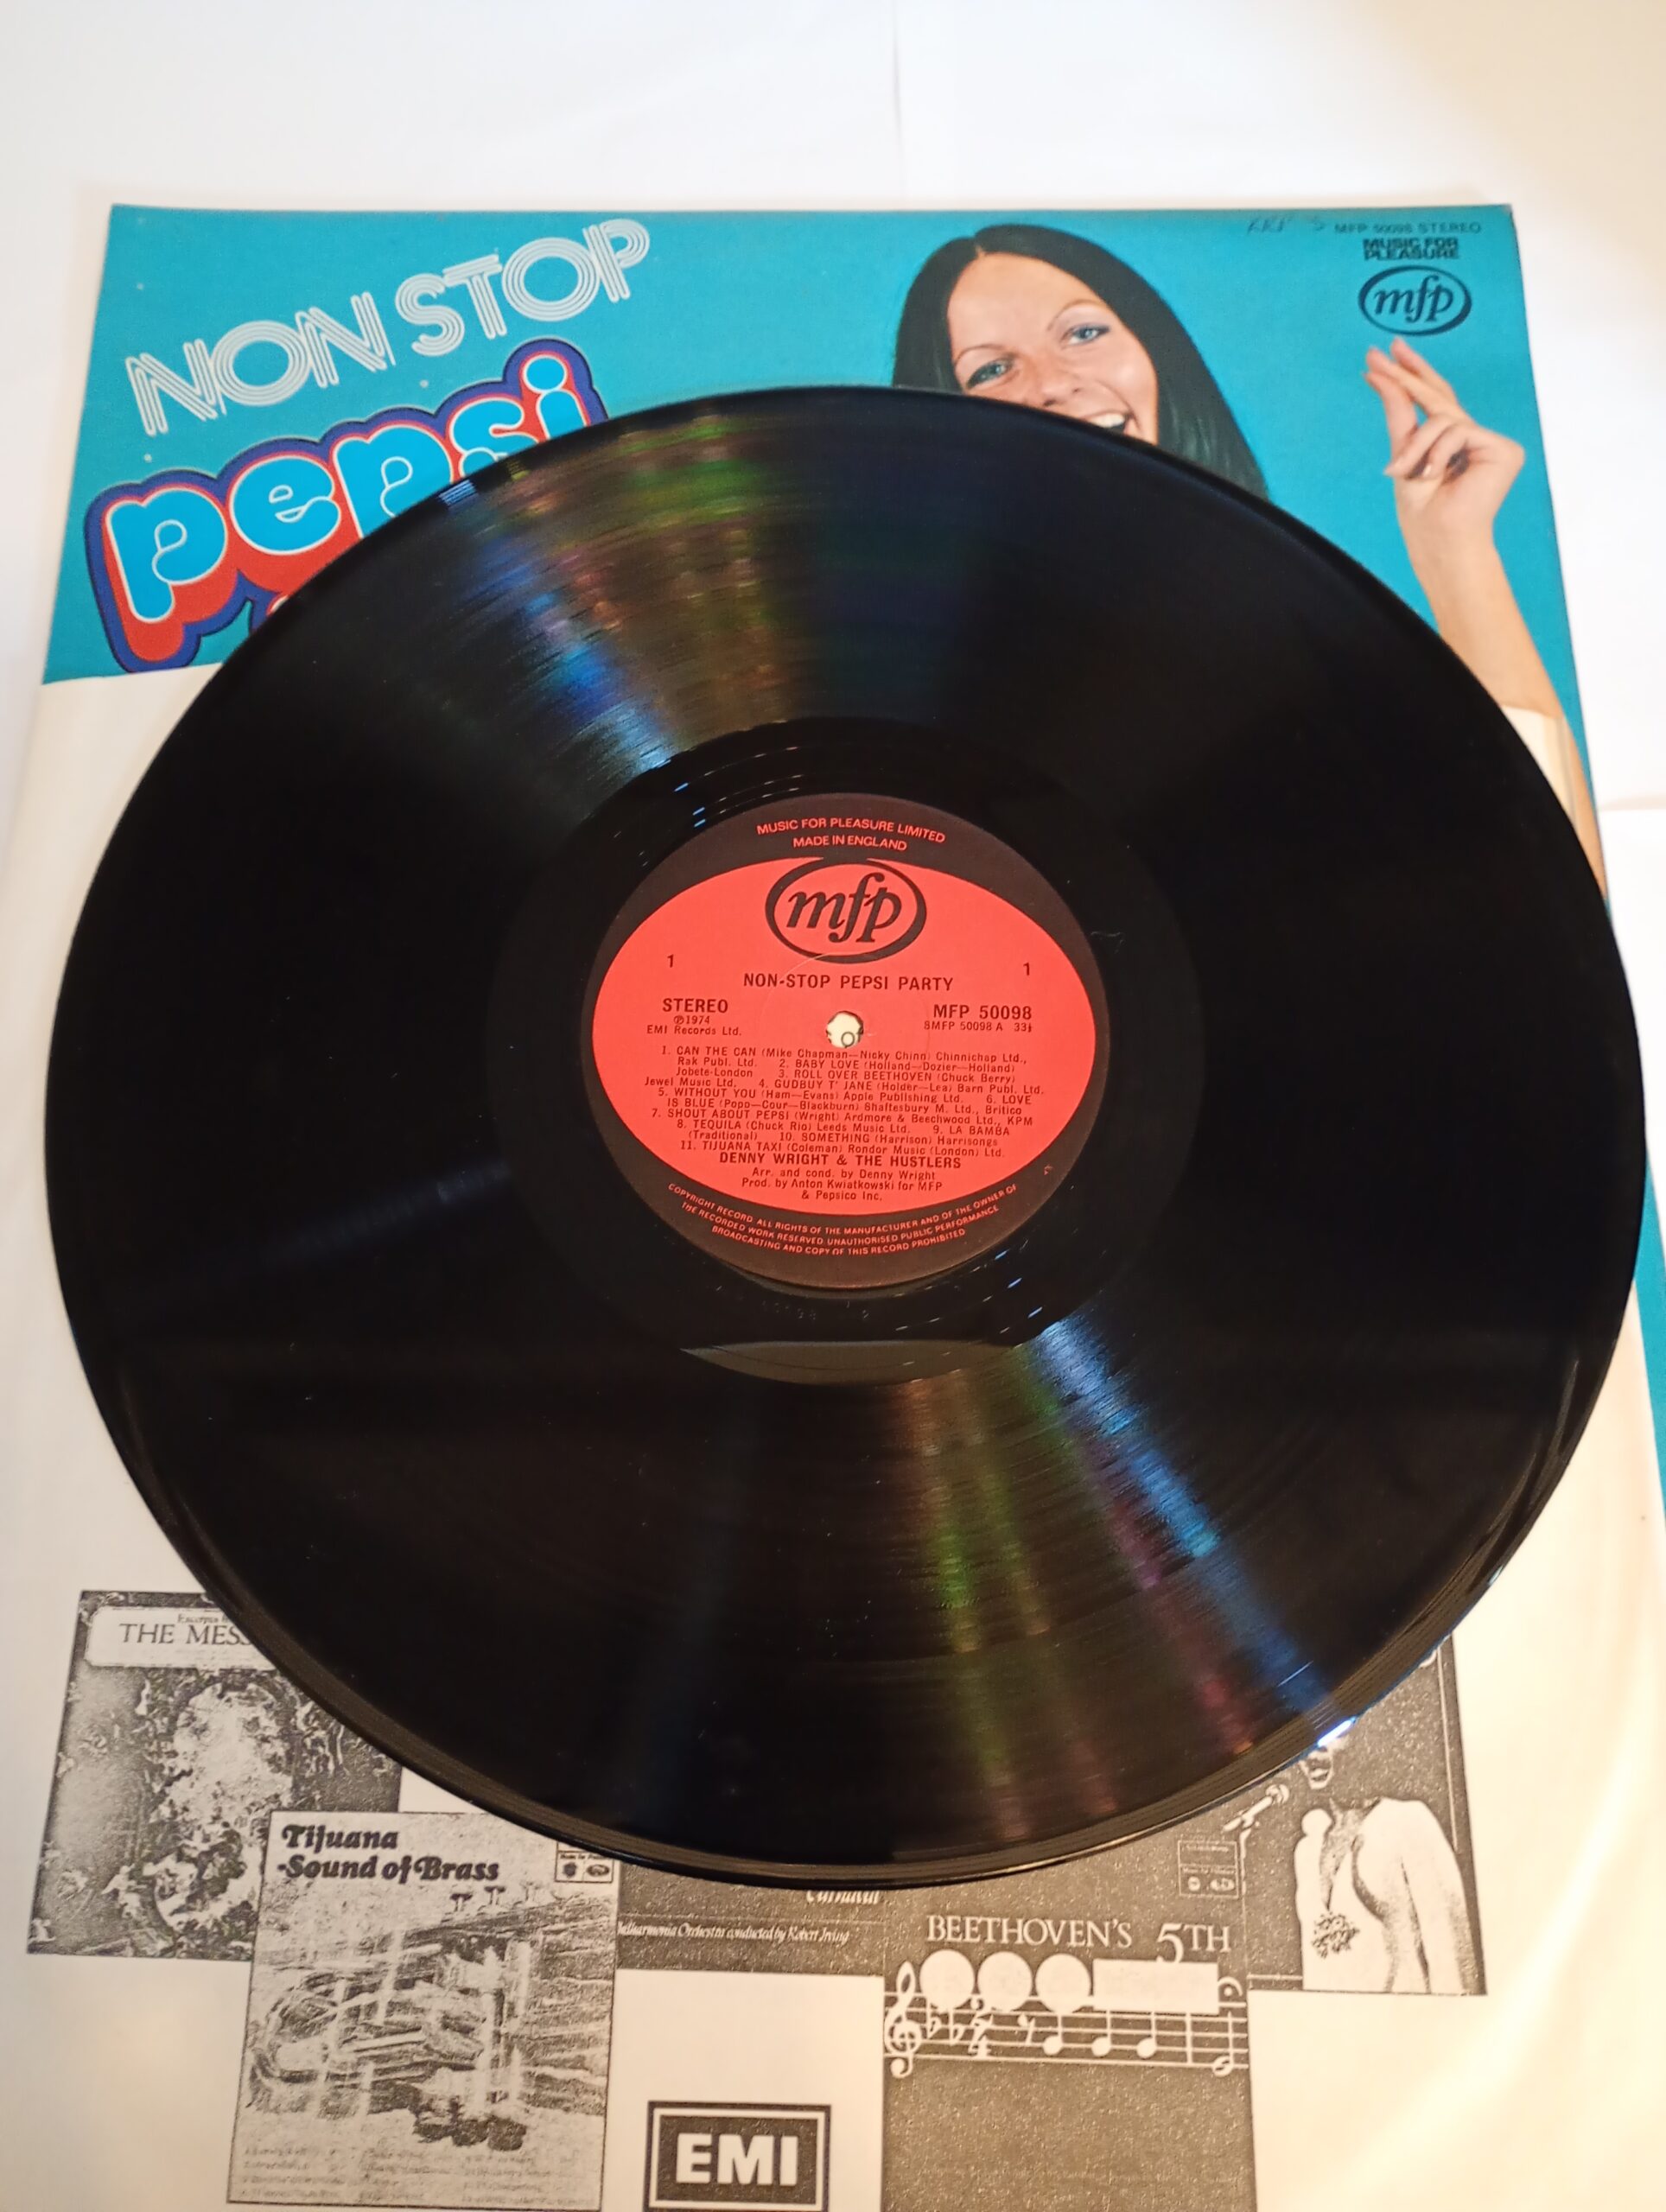 NON STOP
pepsi
MFP 50098 STEREO
MUSIC FOR
PLEASURE
mfp
MUSIC FOR PLEASURE LIMITED
MADE IN ENGLAND
mfp
1 1
NON-STOP PEPSI PARTY
STEREO MFP 50098
℗1974 SMFP 50098 A 33⅓
EMI Records Ltd.
1. CAN THE CAN (Mike Chapman—Nicky Chinn) Chinnichap Ltd.,
Rak Publ. Ltd. 2. BABY LOVE (Holland—Dozier—Holland)
Jobete-London 3. ROLL OVER BEETHOVEN (Chuck Berry)
Jewel Music Ltd. 4. GUDBUY T' JANE (Holder—Lea) Barn Publ. Ltd.
5. WITHOUT YOU (Ham—Evans) Apple Publishing Ltd. 6. LOVE
IS BLUE (Popp—Cour—Blackburn) Shaftesbury M. Ltd., Britico
7. SHOUT ABOUT PEPSI (Wright) Ardmore & Beechwood Ltd., KPM
8. TEQUILA (Chuck Rio) Leeds Music Ltd. 9. LA BAMBA
(Traditional) 10. SOMETHING (Harrison) Harrisongs
11. TIJUANA TAXI (Coleman) Rondor Music (London) Ltd.
DENNY WRIGHT & THE HUSTLERS
Arr. and cond. by Denny Wright
Prod. by Anton Kwiatkowski for MFP
& Pepsico Inc.
COPYRIGHT RECORD ALL RIGHTS OF THE MANUFACTURER AND OF THE OWNER OF
THE RECORDED WORK RESERVED UNAUTHORISED PUBLIC PERFORMANCE
BROADCASTING AND COPY OF THIS RECORD PROHIBITED
THE MESS
Tijuana
Sound of Brass
Carnaval
Philharmonia Orchestra conducted by Robert Irving
BEETHOVEN'S 5TH
EMI